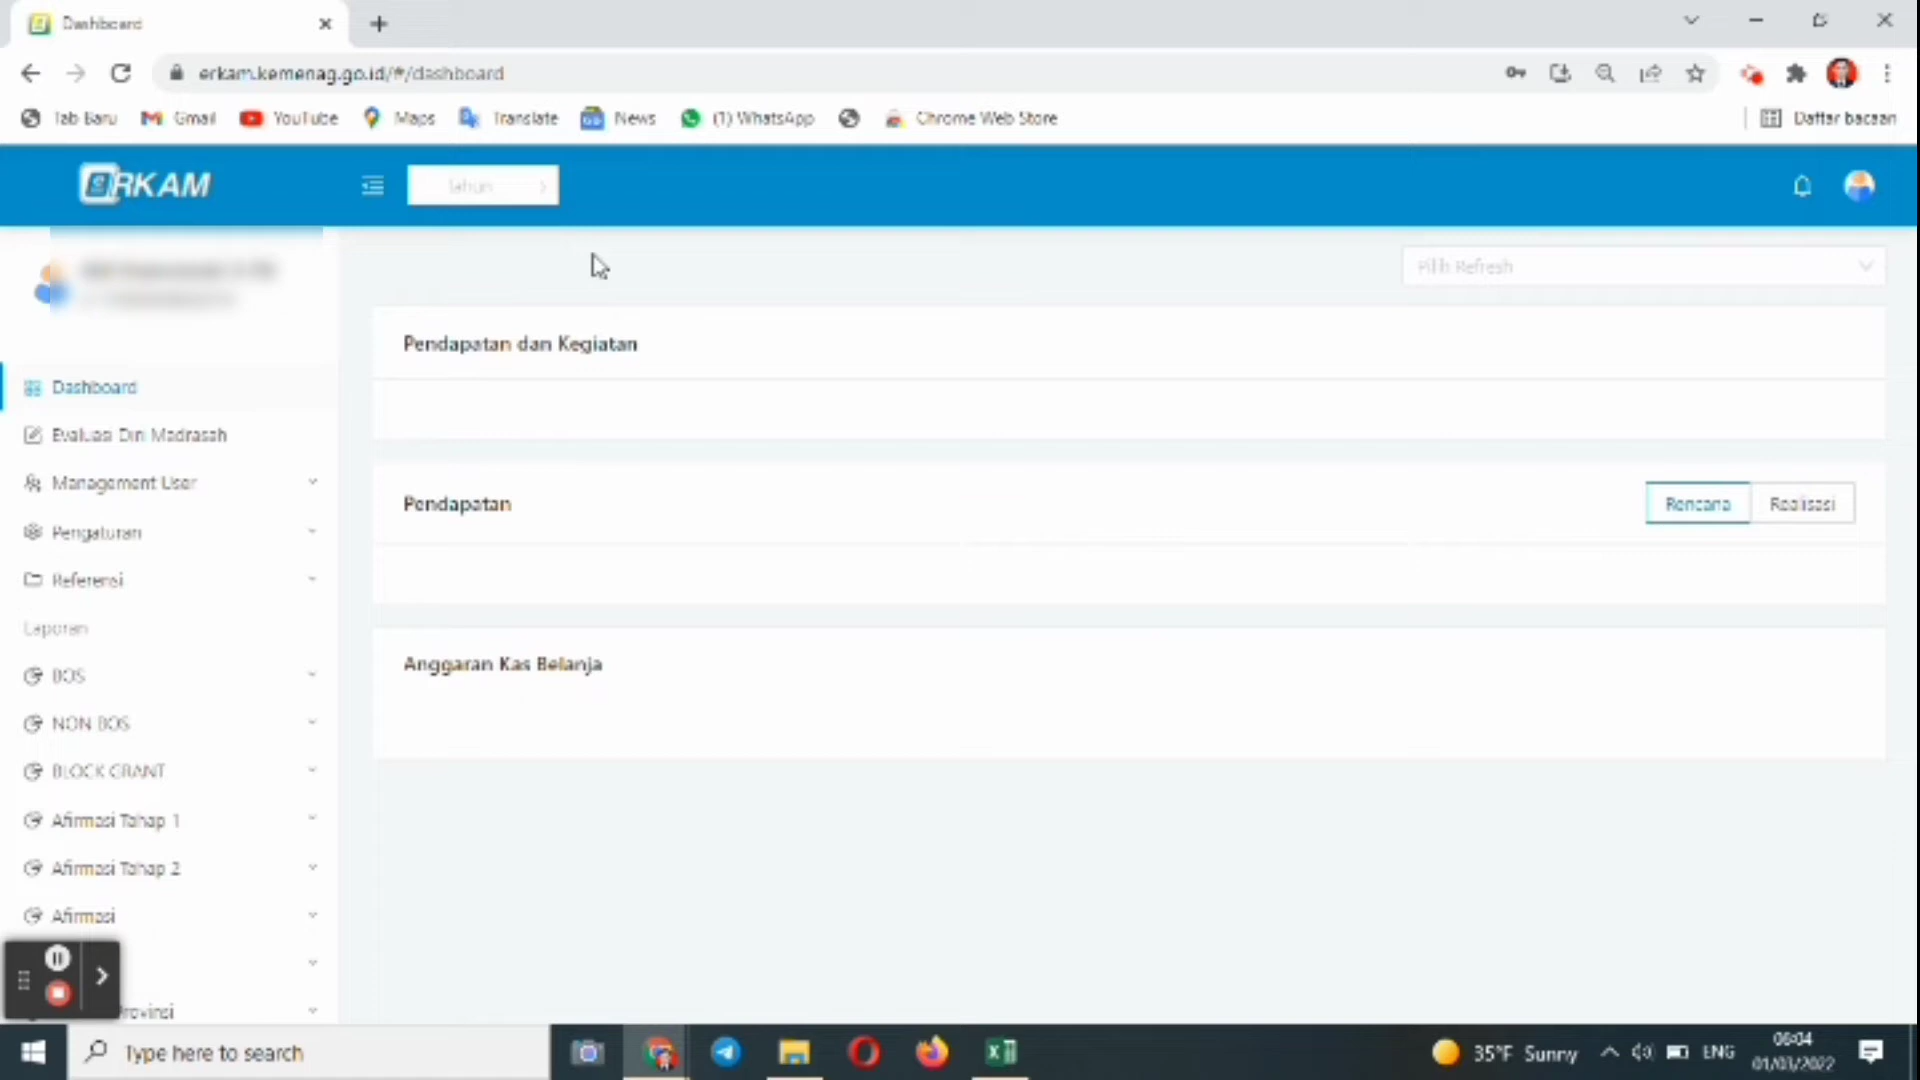 Dashboard
erkam.kemenag.go.id/#/dashboard
Tab Baru
Gmail
YouTube
Maps
Translate
News
(1) WhatsApp
Chrome Web Store
Daftar bacaan
eRKAM
Tahun
Pilih Refresh
Pendapatan dan Kegiatan
Dashboard
Evaluasi Diri Madrasah
Management User
Pendapatan
Rencana
Realisasi
Pengaturan
Referensi
Laporan
Anggaran Kas Belanja
BOS
NON BOS
BLOCK GRANT
Afirmasi Tahap 1
Afirmasi Tahap 2
Afirmasi
rovinsi
Type here to search
35°F Sunny
ENG
06:04
01/03/2022